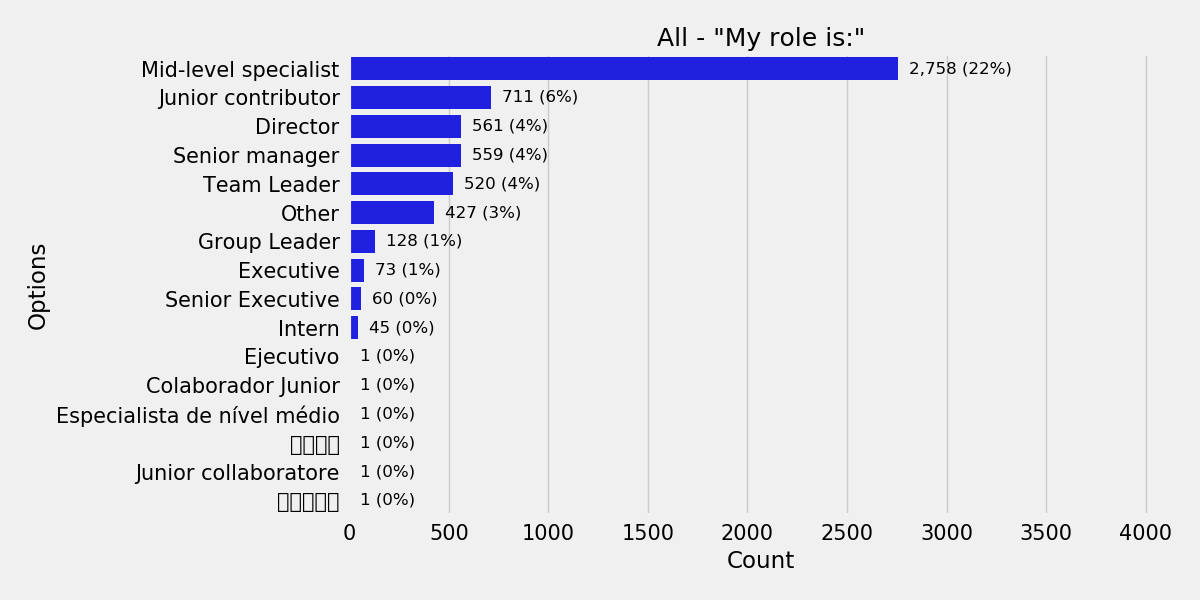 All - "My role is:"
Mid-level specialist 2,758 (22%)
Junior contributor 711 (6%)
Director 561 (4%)
Senior manager 559 (4%)
Team Leader 520 (4%)
Other 427 (3%)
Group Leader 128 (1%)
Executive 73 (1%)
Senior Executive 60 (0%)
Intern 45 (0%)
Ejecutivo 1 (0%)
Colaborador Junior 1 (0%)
Especialista de nível médio 1 (0%)
1 (0%)
Junior collaboratore 1 (0%)
1 (0%)
0 500 1000 1500 2000 2500 3000 3500 4000
Count
Options